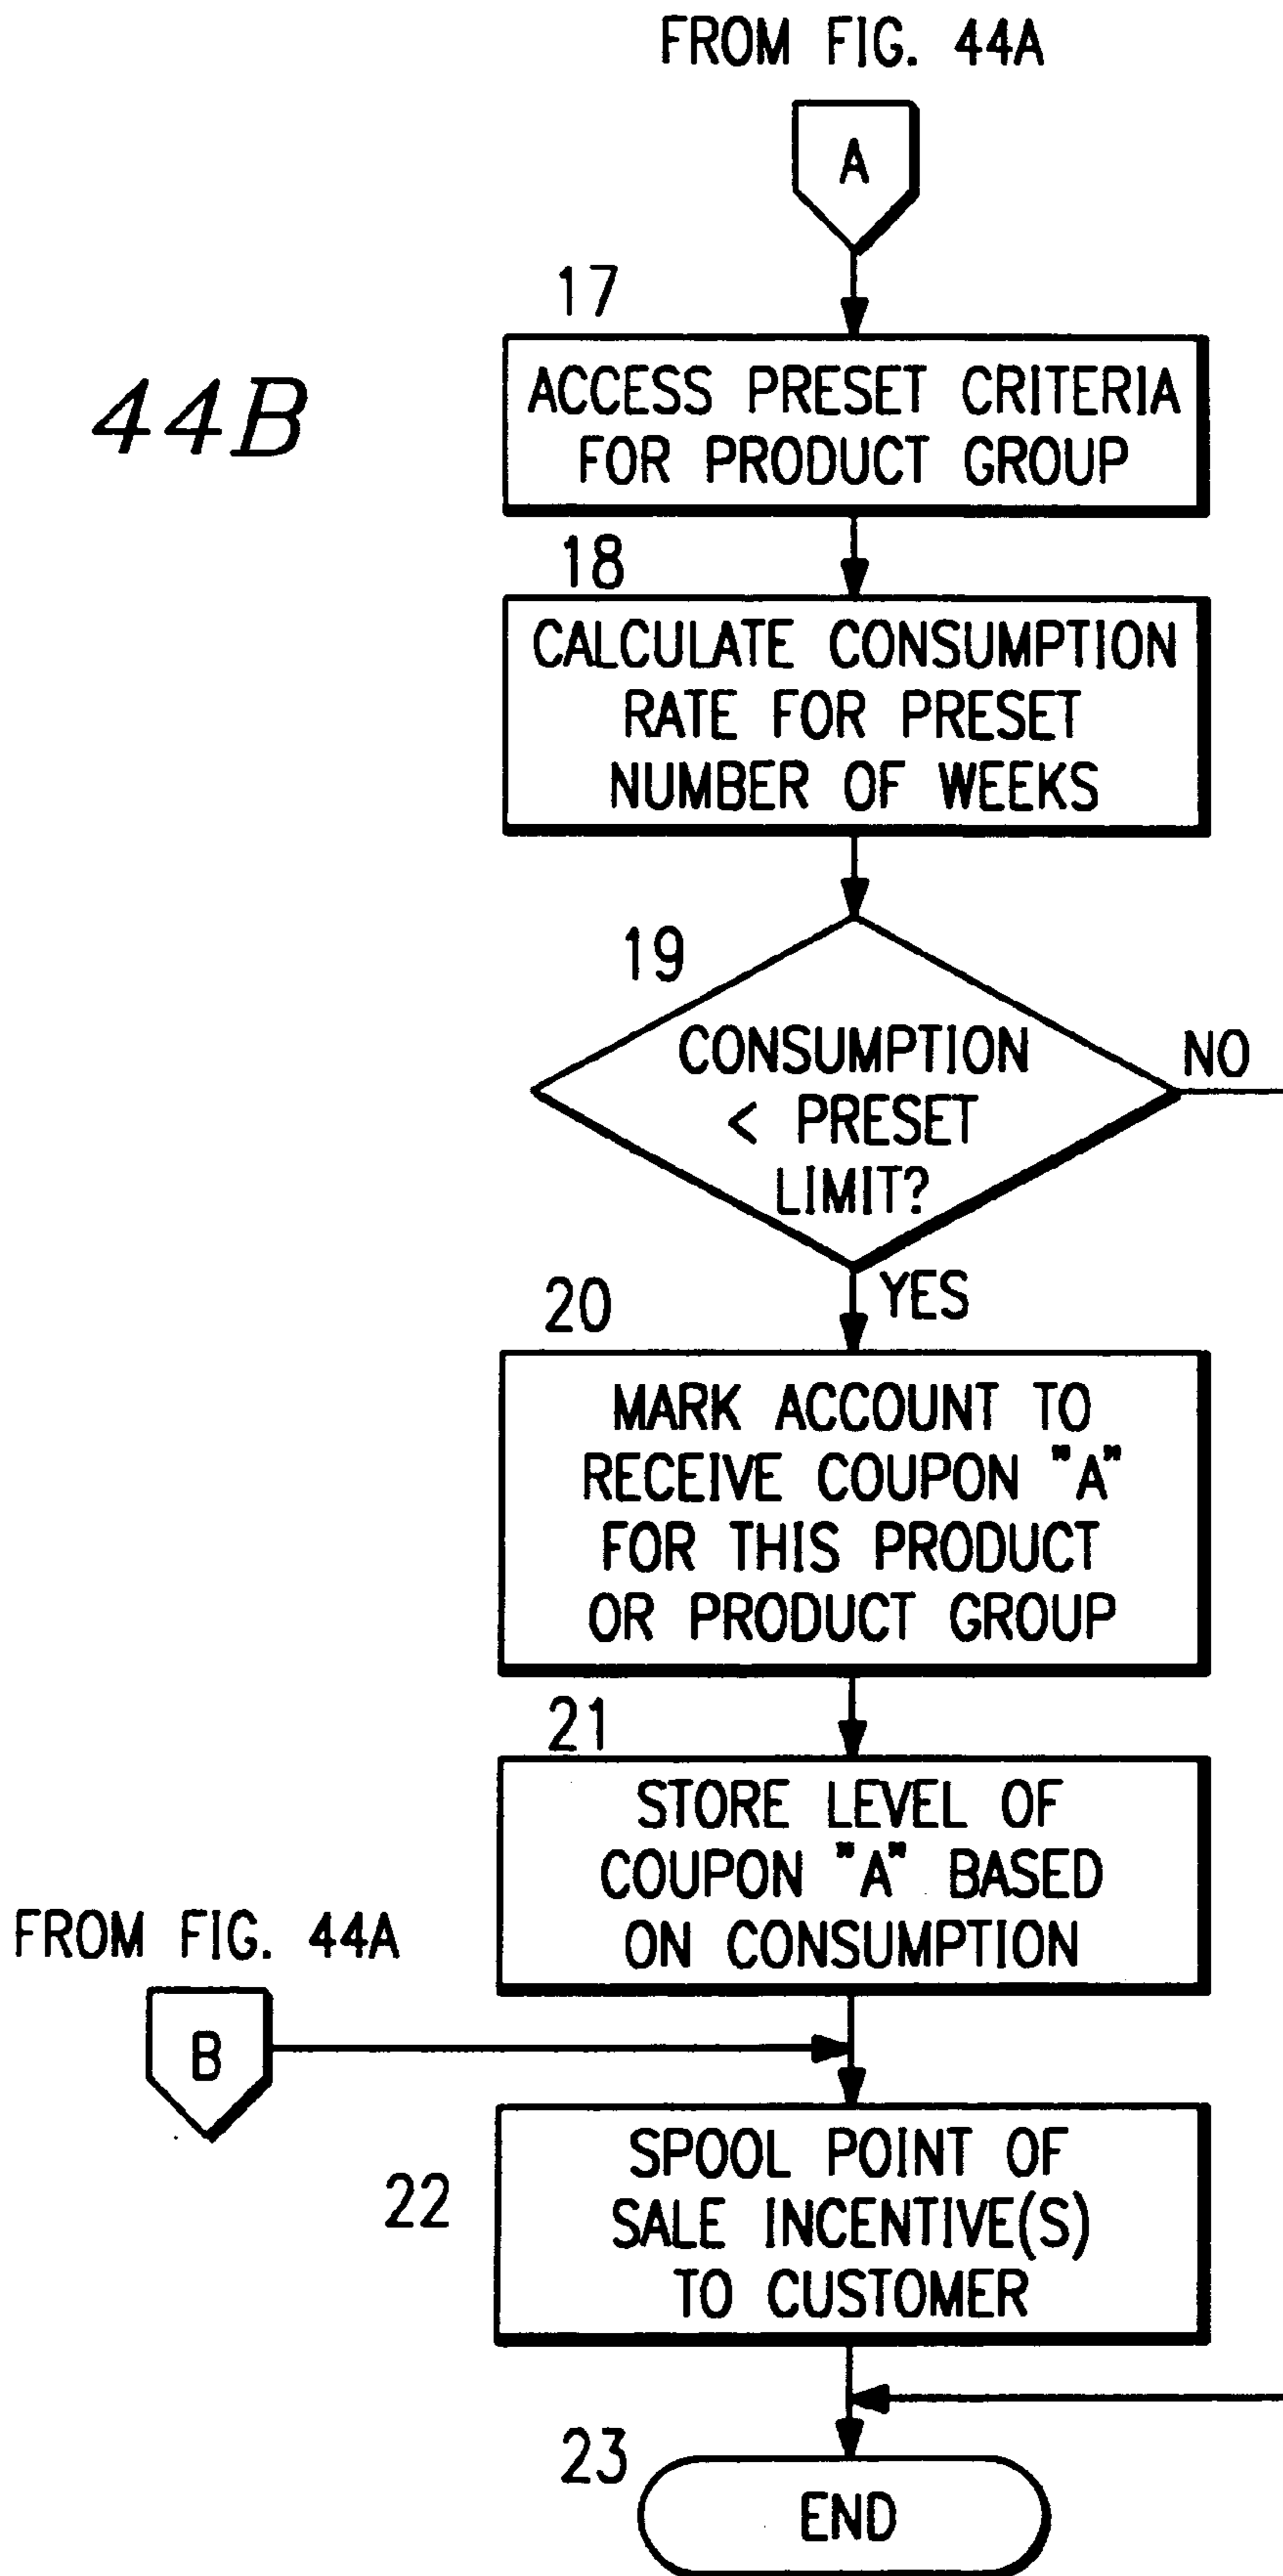 FROM FIG. 44A
A
17
ACCESS PRESET CRITERIA
FOR PRODUCT GROUP
44B
18
CALCULATE CONSUMPTION
RATE FOR PRESET
NUMBER OF WEEKS
19
CONSUMPTION
< PRESET
LIMIT?
NO
YES
20
MARK ACCOUNT TO
RECEIVE COUPON "A"
FOR THIS PRODUCT
OR PRODUCT GROUP
21
STORE LEVEL OF
COUPON "A" BASED
ON CONSUMPTION
FROM FIG. 44A
B
22
SPOOL POINT OF
SALE INCENTIVE(S)
TO CUSTOMER
23
END